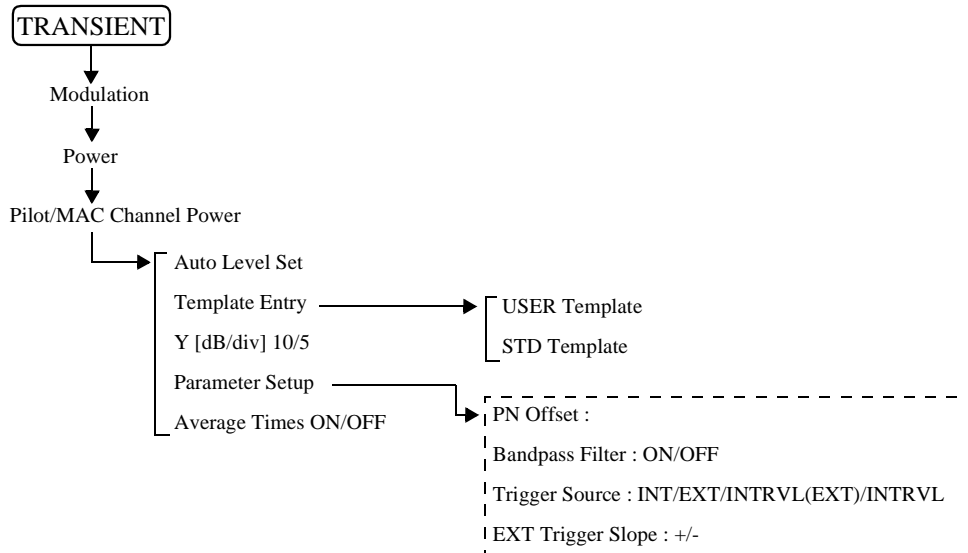 TRANSIENT
Modulation
Power
Pilot/MAC Channel Power
Auto Level Set
Template Entry
USER Template
STD Template
Y [dB/div] 10/5
Parameter Setup
PN Offset :
Bandpass Filter : ON/OFF
Trigger Source : INT/EXT/INTRVL(EXT)/INTRVL
EXT Trigger Slope : +/-
Average Times ON/OFF